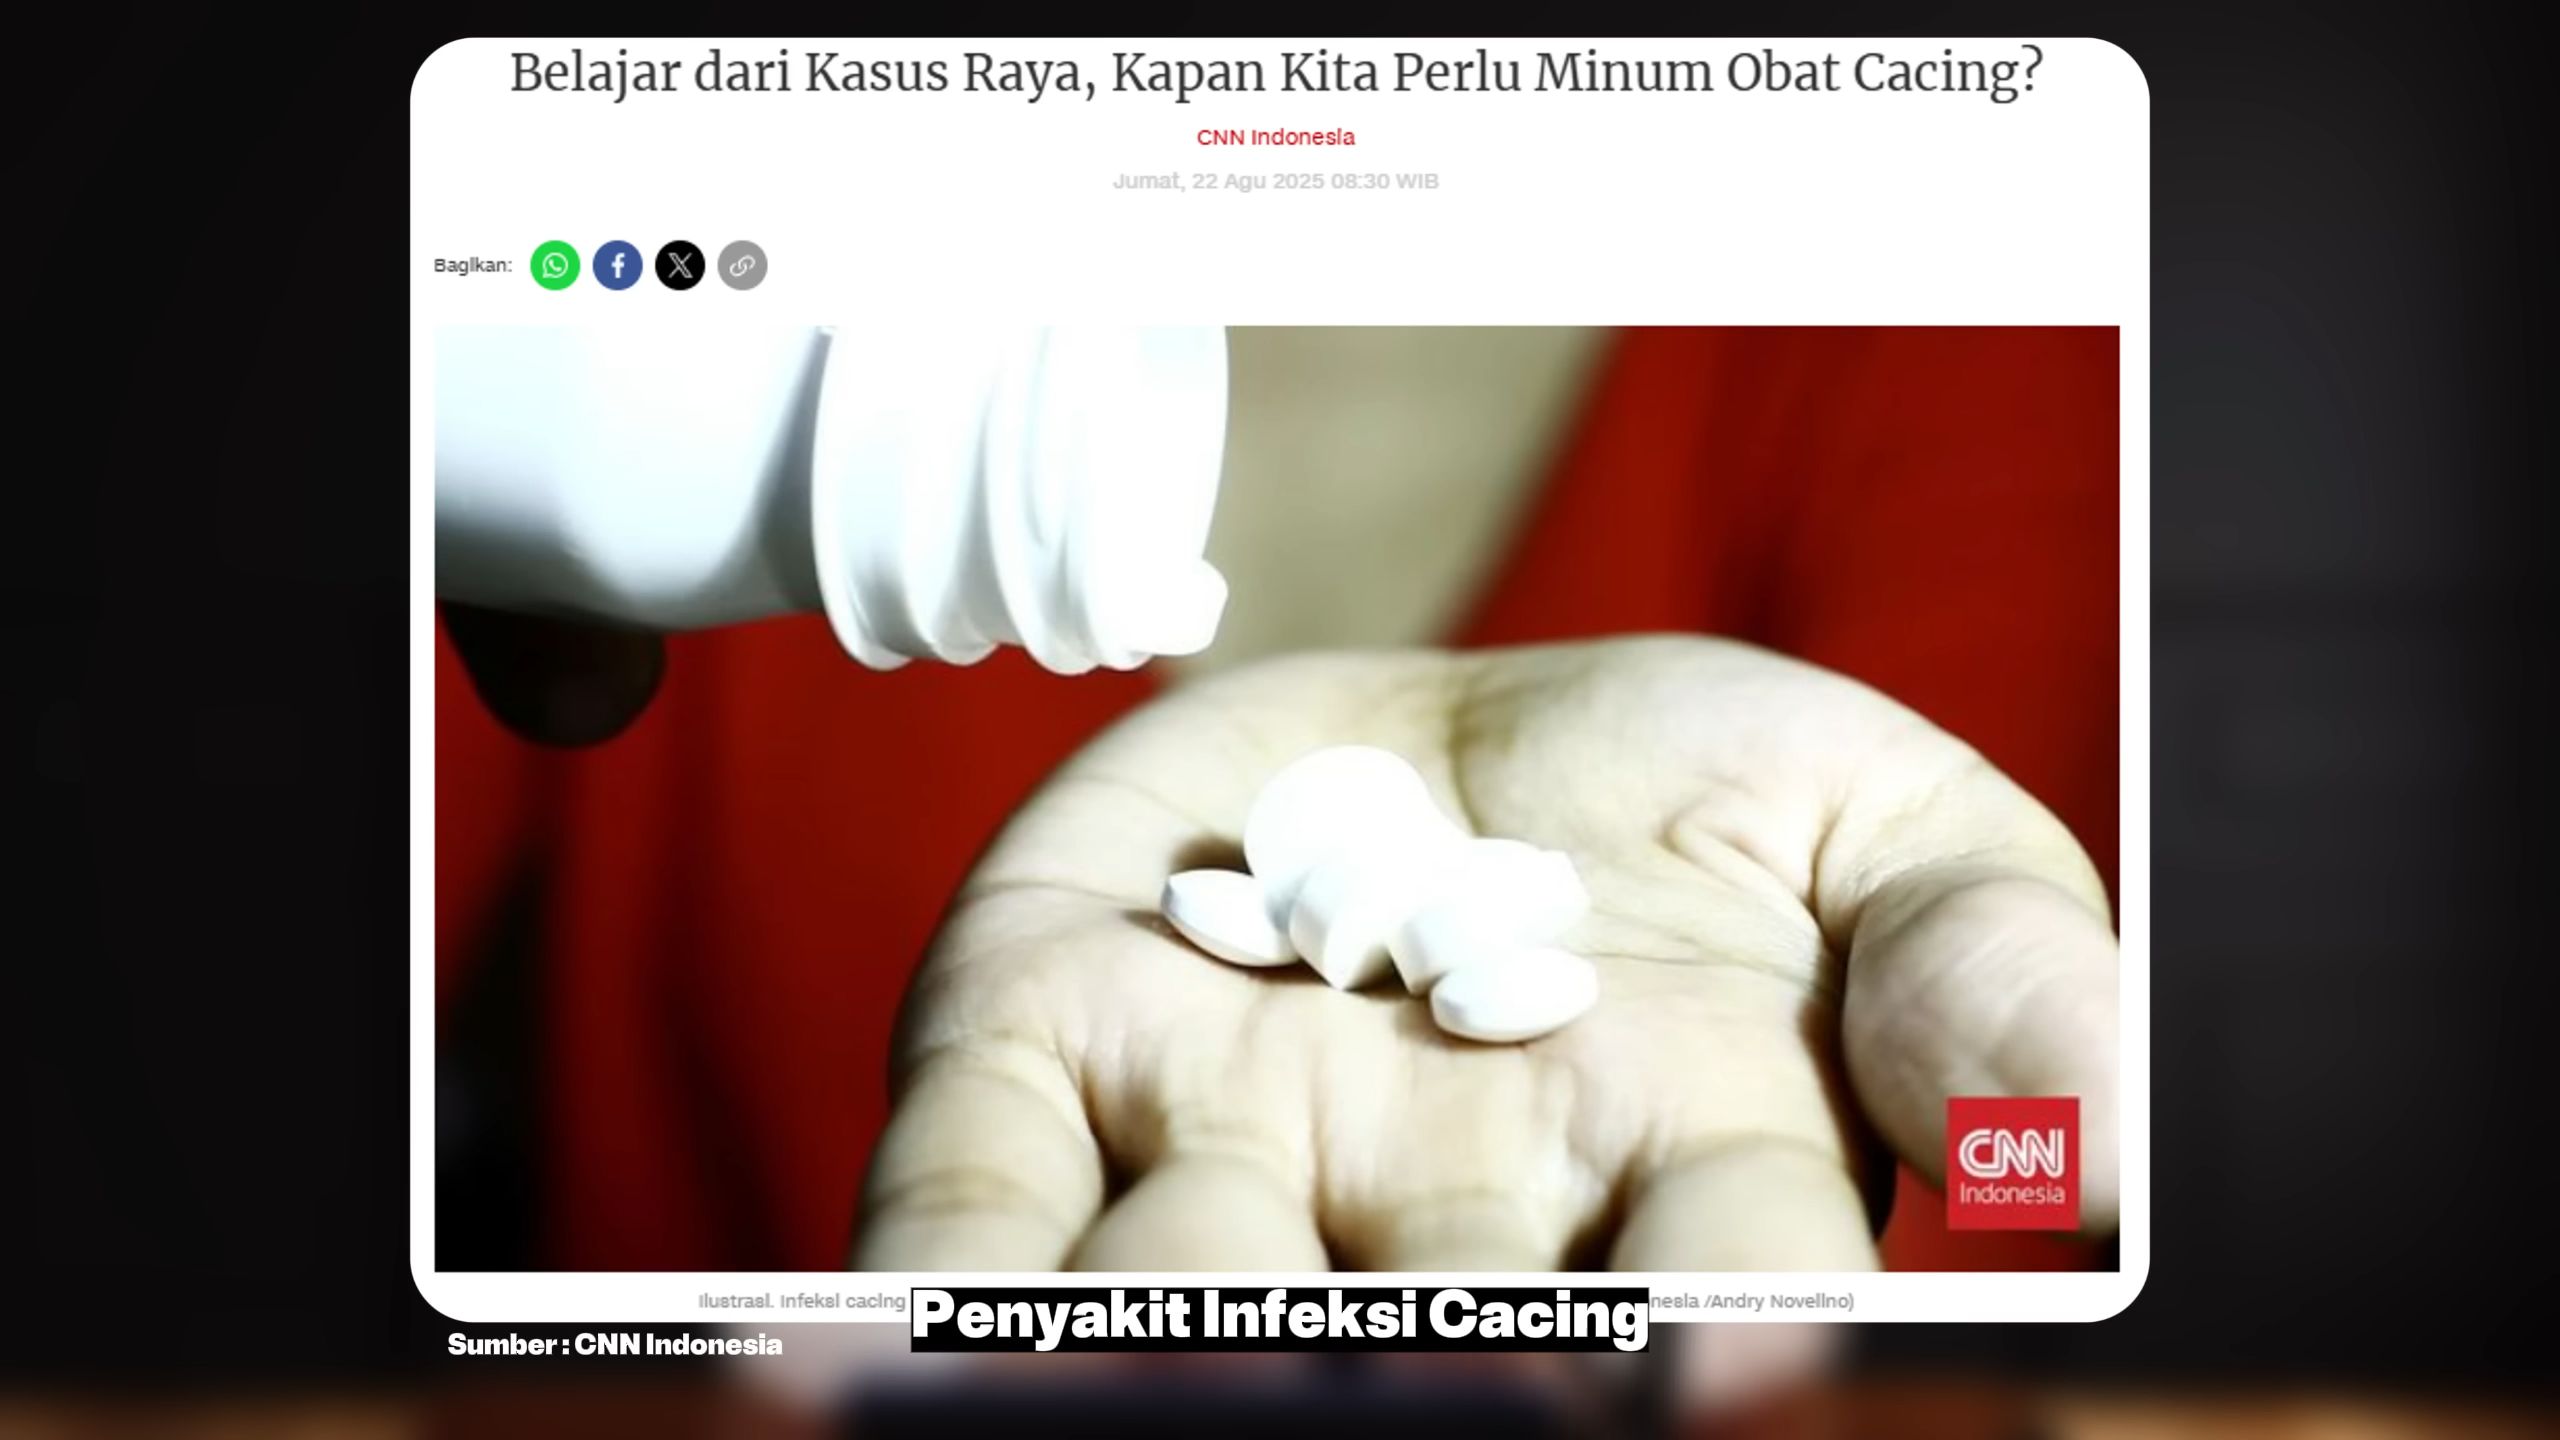 Belajar dari Kasus Raya, Kapan Kita Perlu Minum Obat Cacing?
CNN Indonesia
Jumat, 22 Agu 2025 08:30 WIB
Bagikan:
CNN
Indonesia
Ilustrasi. Infeksi cacing
nesia /Andry Novelino)
Penyakit Infeksi Cacing
Sumber : CNN Indonesia